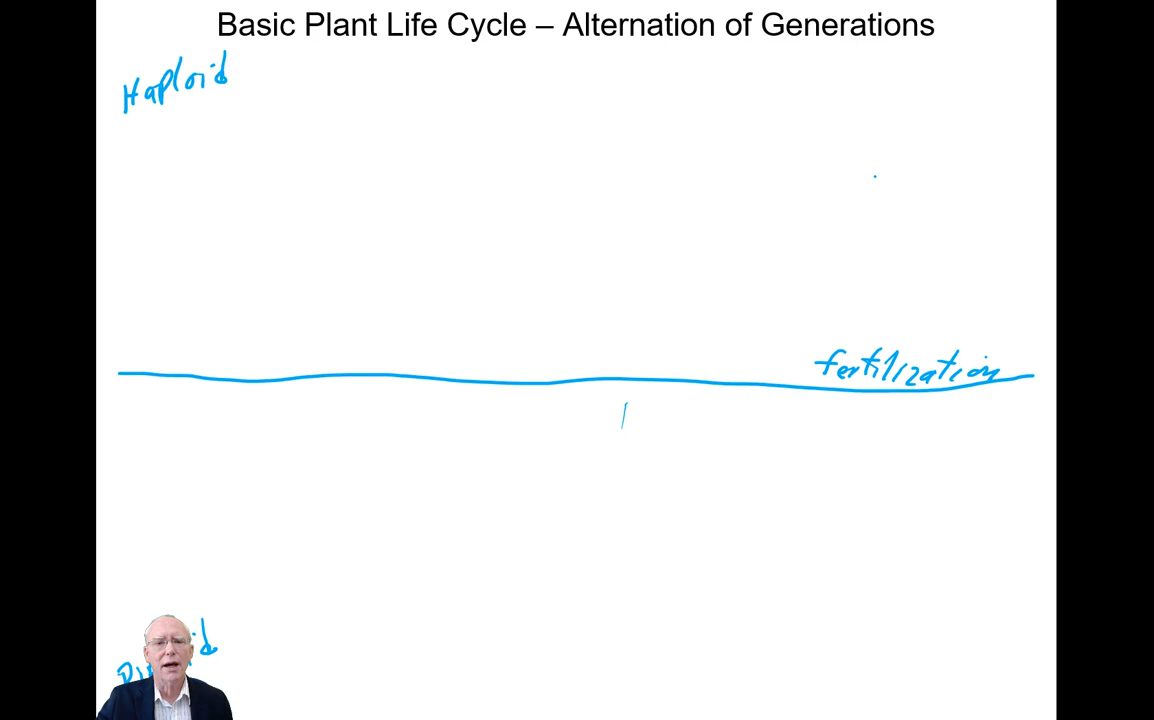 Basic Plant Life Cycle – Alternation of Generations
Haploid
fertilization